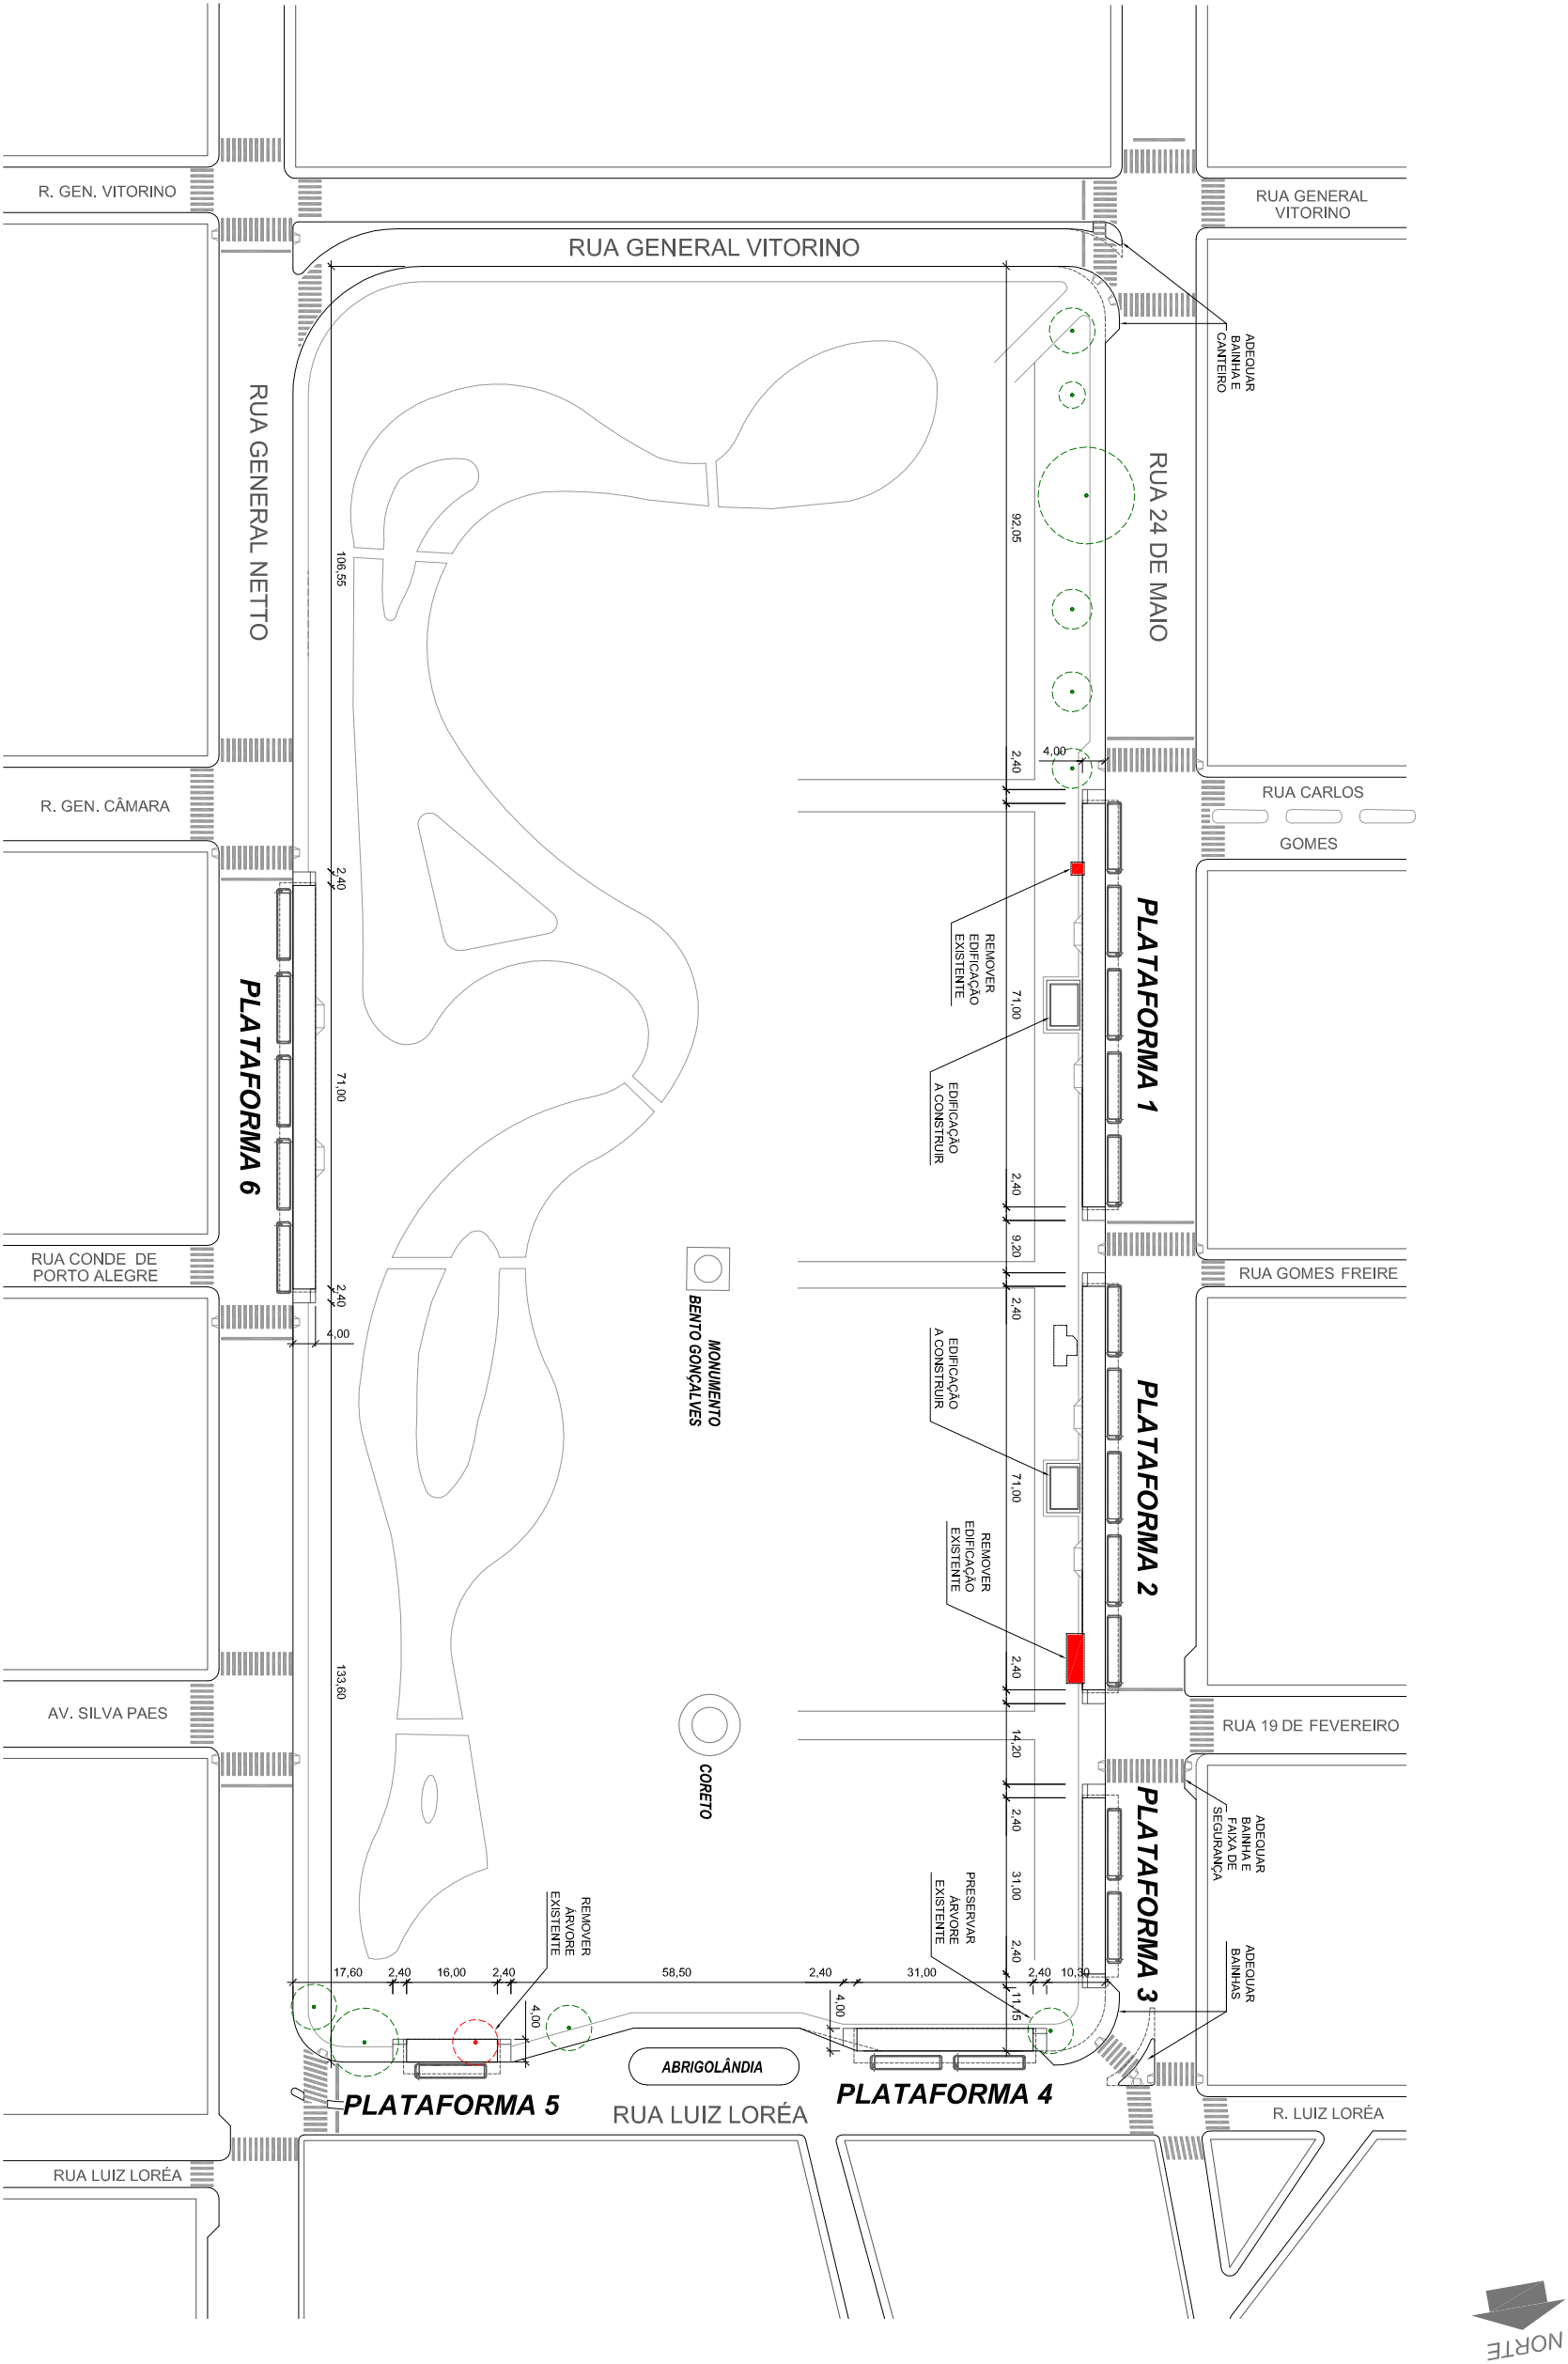 R. GEN. VITORINO
RUA GENERAL
VITORINO
RUA GENERAL VITORINO
ADEQUAR
BAINHA E
CANTEIRO
RUA GENERAL NETTO
RUA 24 DE MAIO
92,05
106,55
2,40
4,00
R. GEN. CÂMARA
RUA CARLOS
GOMES
2,40
REMOVER
EDIFICAÇÃO
EXISTENTE
PLATAFORMA 1
PLATAFORMA 6
71,00
71,00
EDIFICAÇÃO
A CONSTRUIR
2,40
9,20
2,40
RUA CONDE DE
PORTO ALEGRE
RUA GOMES FREIRE
2,40
4,00
MONUMENTO
BENTO GONÇALVES
EDIFICAÇÃO
A CONSTRUIR
PLATAFORMA 2
71,00
REMOVER
EDIFICAÇÃO
EXISTENTE
2,40
133,60
AV. SILVA PAES
RUA 19 DE FEVEREIRO
14,20
CORETO
2,40
ADEQUAR
BAINHA E
FAIXA DE
SEGURANÇA
PLATAFORMA 3
31,00
PRESERVAR
ÁRVORE
EXISTENTE
REMOVER
ÁRVORE
EXISTENTE
2,40
ADEQUAR
BAINHAS
17,60
2,40
16,00
2,40
58,50
2,40
31,00
2,40
10,30
11,15
4,00
4,00
ABRIGOLÂNDIA
PLATAFORMA 5
PLATAFORMA 4
RUA LUIZ LORÉA
R. LUIZ LORÉA
RUA LUIZ LORÉA
NORTE